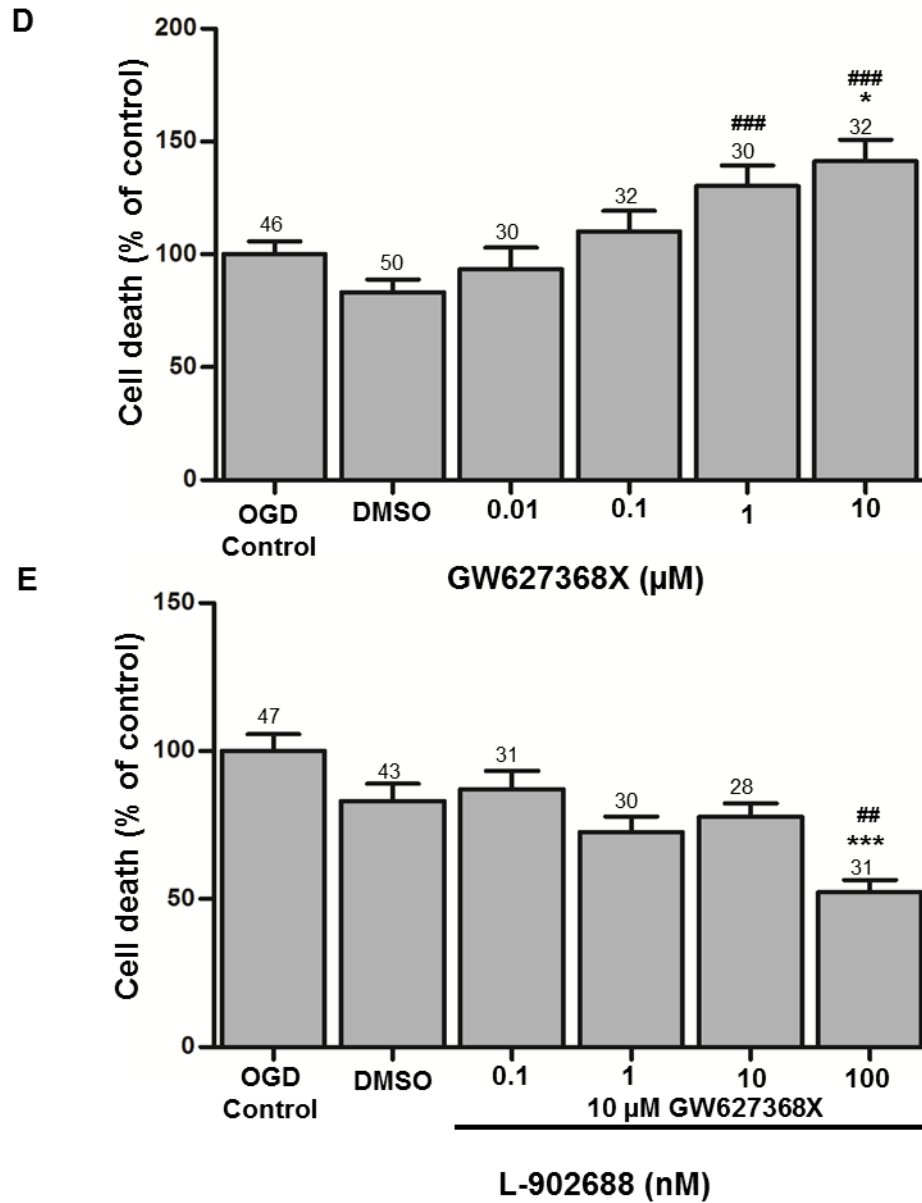 D
Cell death (% of control)
200
150
100
50
0
46
50
30
32
###
30
###
*
32
OGD
Control
DMSO
0.01
0.1
1
10
GW627368X (µM)
E
Cell death (% of control)
150
100
50
0
47
43
31
30
28
##
***
31
OGD
Control
DMSO
0.1
1
10
100
10 µM GW627368X
L-902688 (nM)